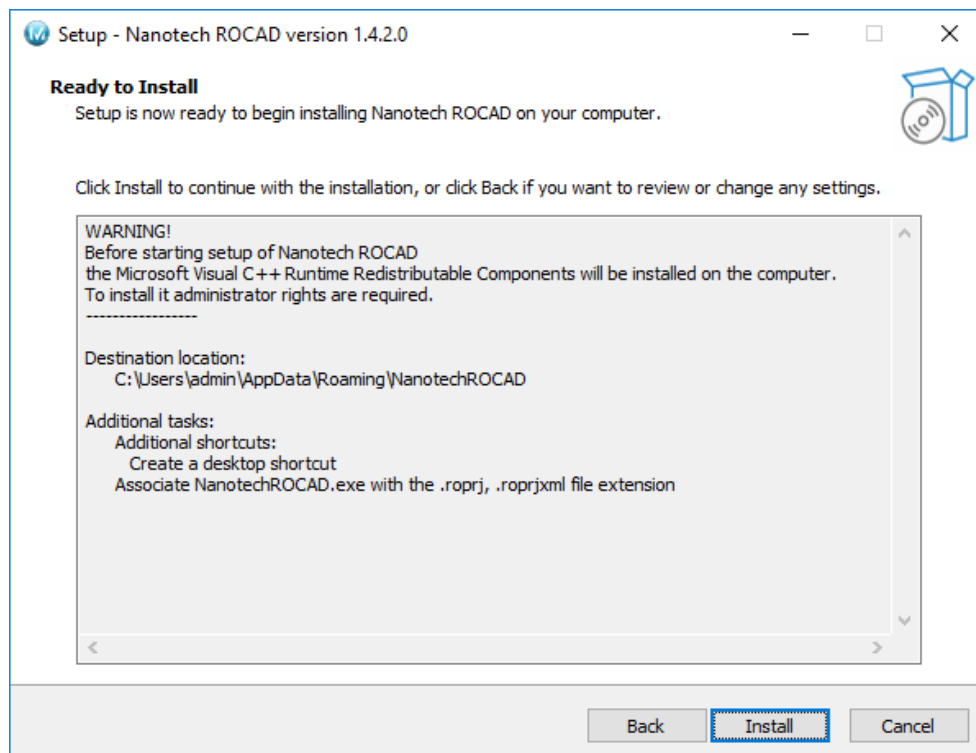 Setup - Nanotech ROCAD version 1.4.2.0
Ready to Install
Setup is now ready to begin installing Nanotech ROCAD on your computer.
Click Install to continue with the installation, or click Back if you want to review or change any settings.
WARNING!
Before starting setup of Nanotech ROCAD
the Microsoft Visual C++ Runtime Redistributable Components will be installed on the computer.
To install it administrator rights are required.
-----------------
Destination location:
C:\Users\admin\AppData\Roaming\NanotechROCAD
Additional tasks:
Additional shortcuts:
Create a desktop shortcut
Associate NanotechROCAD.exe with the .roprj, .roprjxml file extension
Back
Install
Cancel